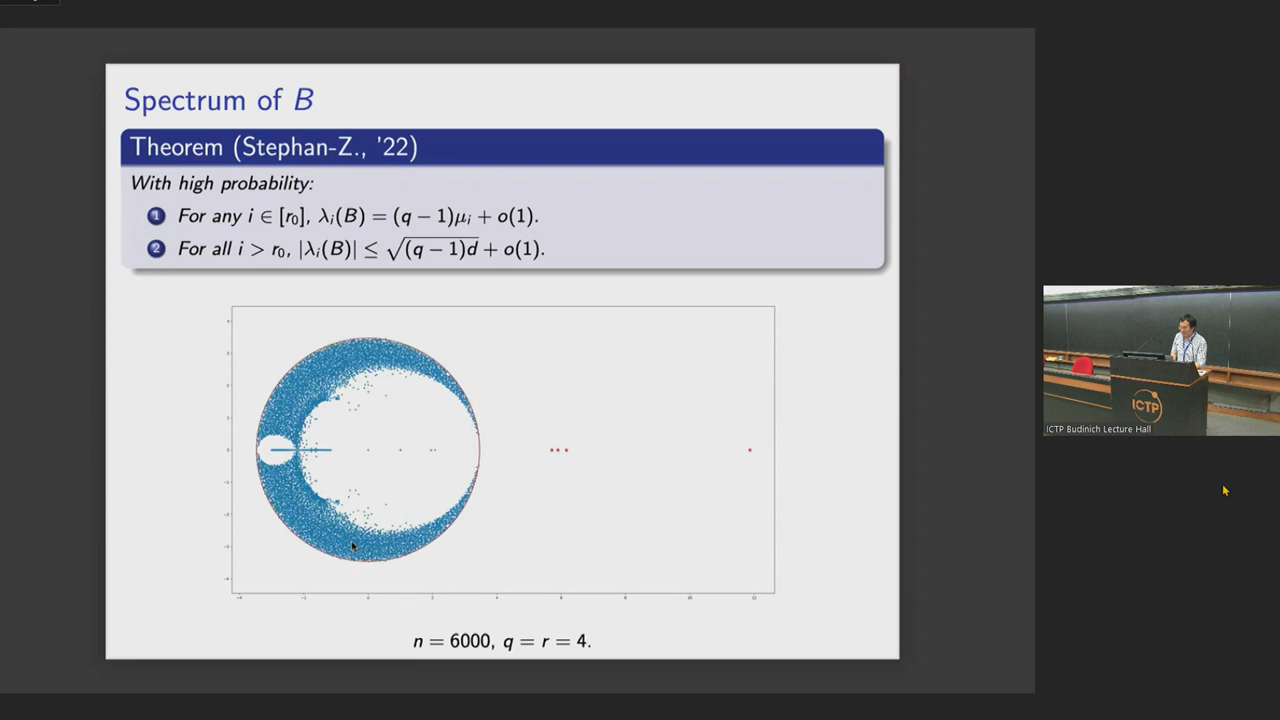 Spectrum of B
Theorem (Stephan-Z., '22)
With high probability:
1 For any i ∈ [r₀], λᵢ(B) = (q − 1)μᵢ + o(1).
2 For all i > r₀, |λᵢ(B)| ≤ √(q − 1)d + o(1).
n = 6000, q = r = 4.
ICTP
ICTP Budinich Lecture Hall